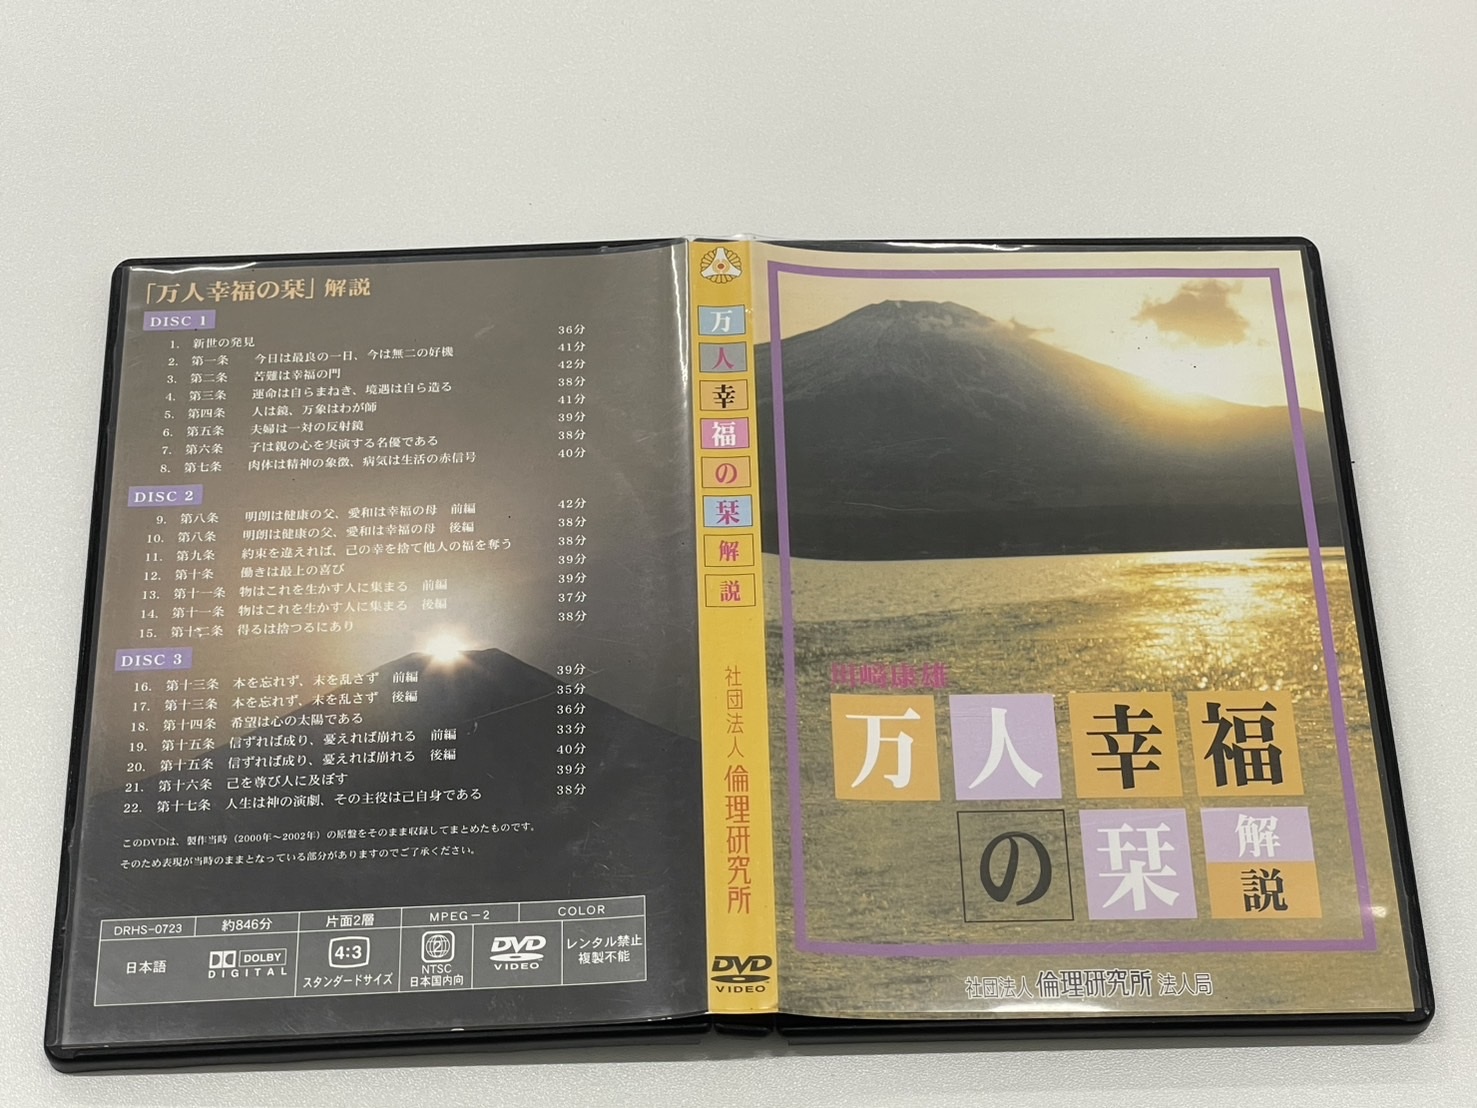 「万人幸福の栞」解説
DISC 1
1. 新世の発見 36分
2. 第一条 今日は最良の一日、今は無二の好機 41分
3. 第二条 苦難は幸福の門 42分
4. 第三条 運命は自らまねき、境遇は自ら造る 38分
5. 第四条 人は鏡、万象はわが師 41分
6. 第五条 夫婦は一対の反射鏡 39分
7. 第六条 子は親の心を実演する名優である 38分
8. 第七条 肉体は精神の象徴、病気は生活の赤信号 40分
DISC 2
9. 第八条 明朗は健康の父、愛和は幸福の母 前編 42分
10. 第八条 明朗は健康の父、愛和は幸福の母 後編 38分
11. 第九条 約束を違えれば、己の幸を捨て他人の福を奪う 38分
12. 第十条 働きは最上の喜び 39分
13. 第十一条 物はこれを生かす人に集まる 前編 39分
14. 第十一条 物はこれを生かす人に集まる 後編 37分
15. 第十二条 得るは捨つるにあり 38分
DISC 3
16. 第十三条 本を忘れず、末を乱さず 前編 39分
17. 第十三条 本を忘れず、末を乱さず 後編 35分
18. 第十四条 希望は心の太陽である 36分
19. 第十五条 信ずれば成り、憂えれば崩れる 前編 33分
20. 第十五条 信ずれば成り、憂えれば崩れる 後編 40分
21. 第十六条 己を尊び人に及ぼす 39分
22. 第十七条 人生は神の演劇、その主役は己自身である 38分
このDVDは、製作当時（2000年〜2002年）の原盤をそのまま収録してまとめたものです。
そのため表現が当時のままとなっている部分がありますのでご了承ください。
DRHS-0723 約846分 片面2層 MPEG-2 COLOR
日本語 DOLBY DIGITAL 4:3 スタンダードサイズ 2 NTSC 日本国内向 DVD VIDEO レンタル禁止 複製不能
万人幸福の栞解説
社団法人 倫理研究所
DVD VIDEO
川﨑康雄
万人幸福
の栞 解説
社団法人 倫理研究所 法人局